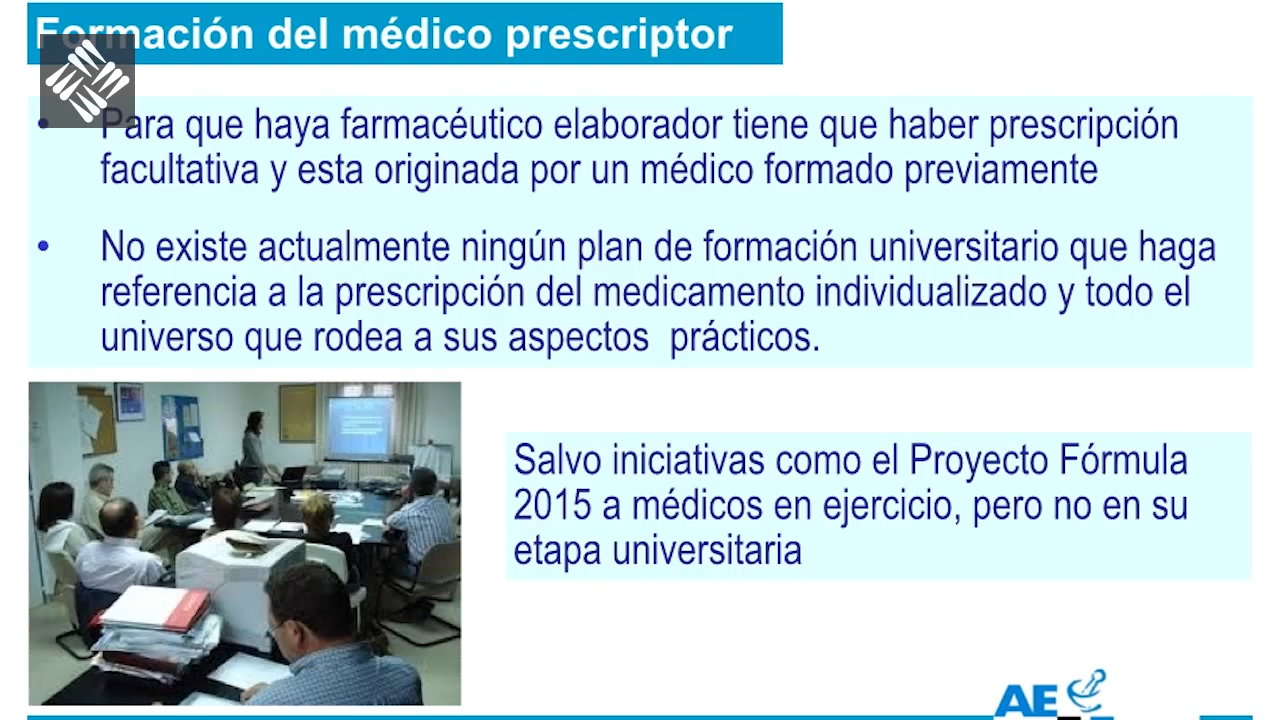 Formación del médico prescriptor
• Para que haya farmacéutico elaborador tiene que haber prescripción
facultativa y esta originada por un médico formado previamente
• No existe actualmente ningún plan de formación universitario que haga
referencia a la prescripción del medicamento individualizado y todo el
universo que rodea a sus aspectos prácticos.
Salvo iniciativas como el Proyecto Fórmula
2015 a médicos en ejercicio, pero no en su
etapa universitaria
AE